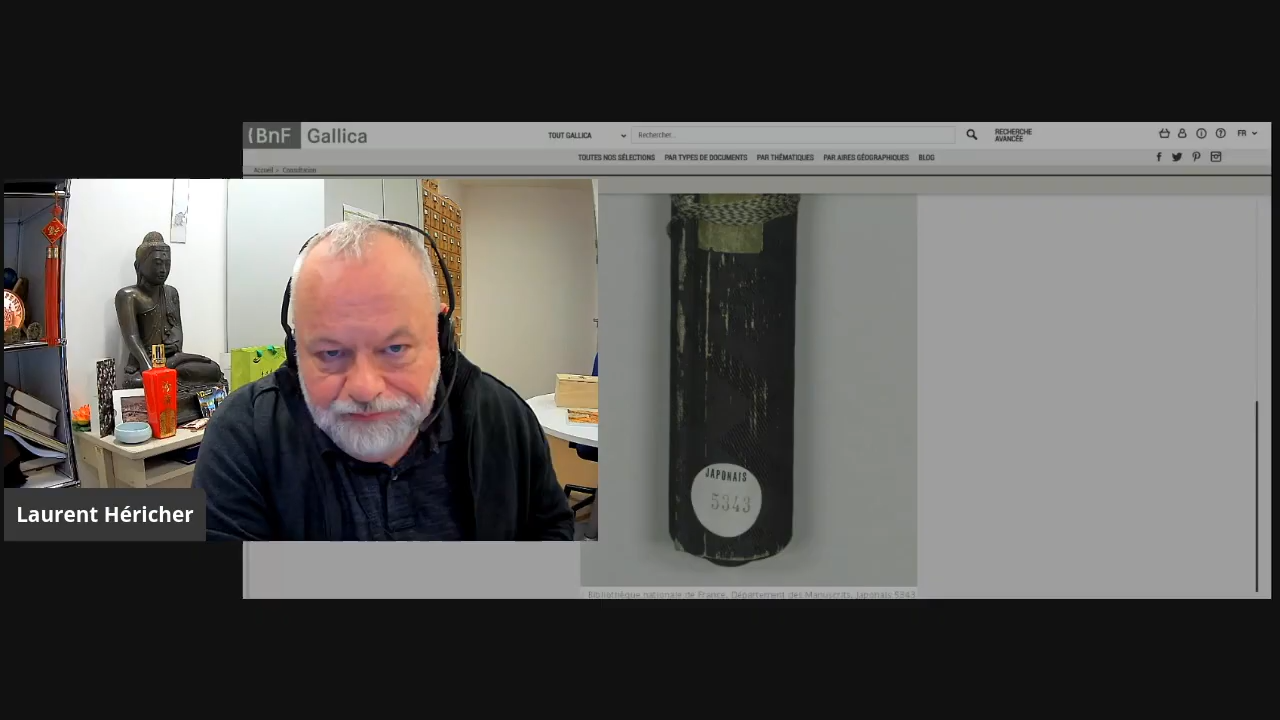 BnF Gallica
TOUT GALLICA
Rechercher...
RECHERCHE
AVANCÉE
FR
TOUTES NOS SÉLECTIONS PAR TYPES DE DOCUMENTS PAR THÉMATIQUES PAR AIRES GÉOGRAPHIQUES BLOG
Accueil > Consultation
JAPONAIS
5343
Laurent Héricher
Bibliothèque nationale de France, Département des Manuscrits, Japonais 5343